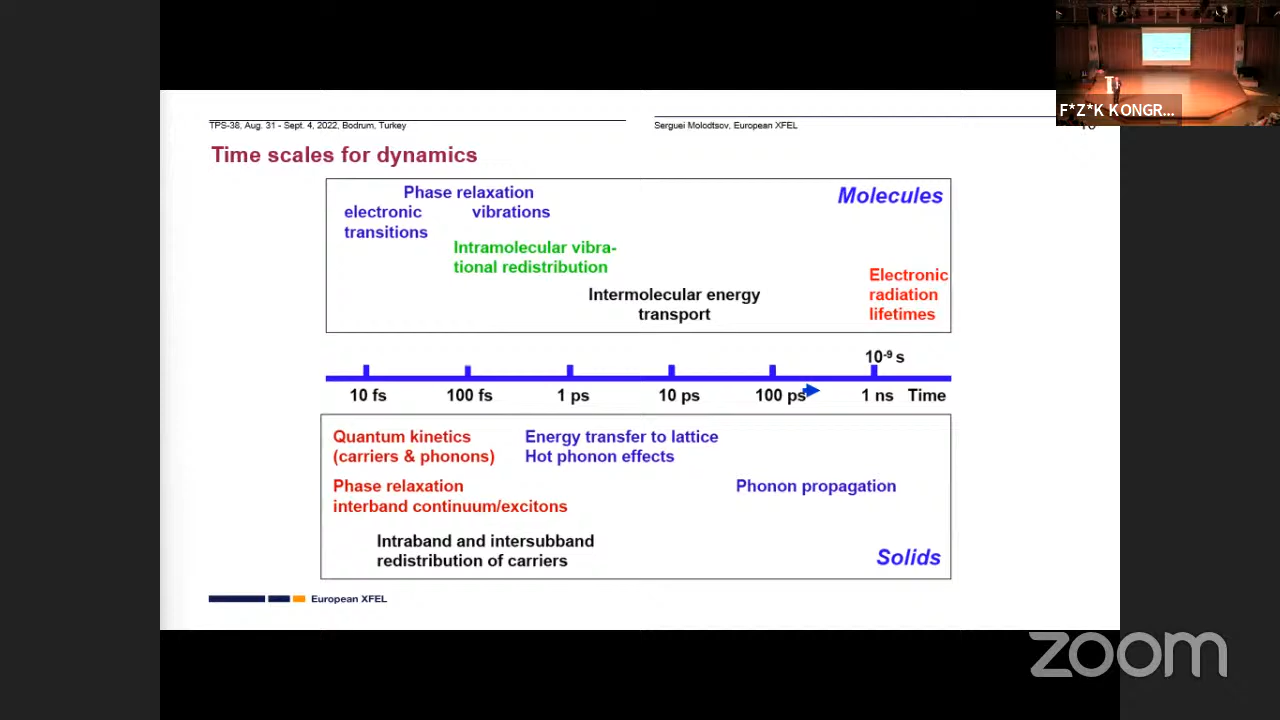 F*Z*K KONGR...
TPS-38, Aug. 31 - Sept. 4, 2022, Bodrum, Turkey
Serguei Molodtsov, European XFEL
Time scales for dynamics
Molecules
Phase relaxation
electronic vibrations
transitions
Intramolecular vibra-
tional redistribution
Intermolecular energy
transport
Electronic
radiation
lifetimes
10⁻⁹ s
10 fs 100 fs 1 ps 10 ps 100 ps 1 ns Time
Quantum kinetics
(carriers & phonons)
Energy transfer to lattice
Hot phonon effects
Phase relaxation
interband continuum/excitons
Phonon propagation
Intraband and intersubband
redistribution of carriers
Solids
European XFEL
zoom